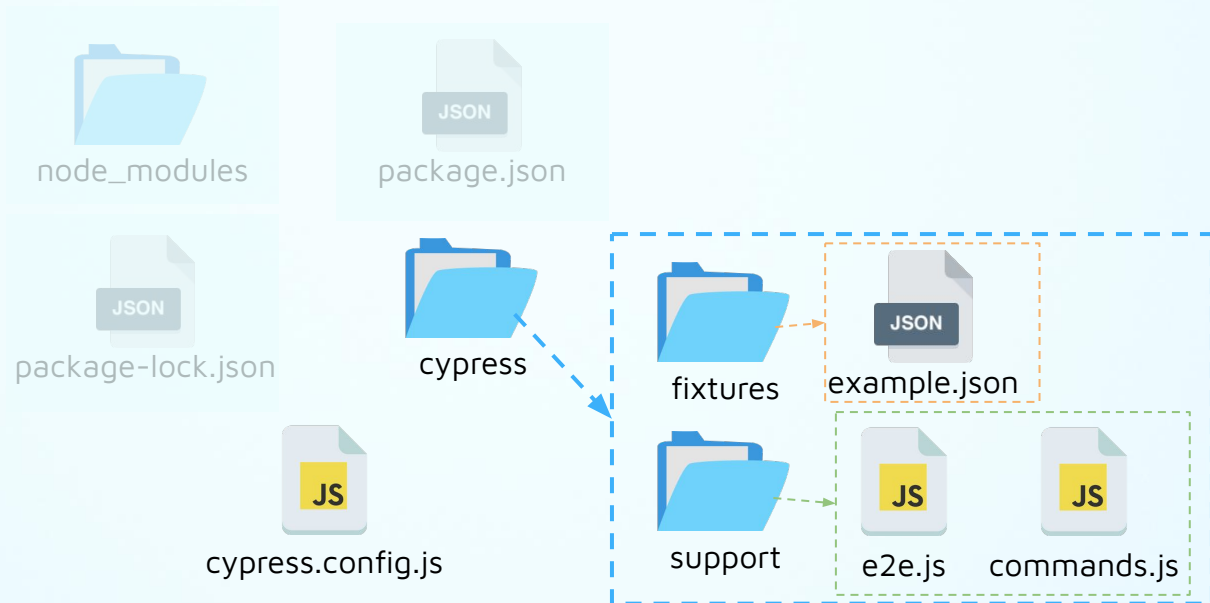 JSON
node_modules
package.json
JSON
package-lock.json
cypress
JSON
fixtures
example.json
JS
cypress.config.js
support
JS
e2e.js
JS
commands.js